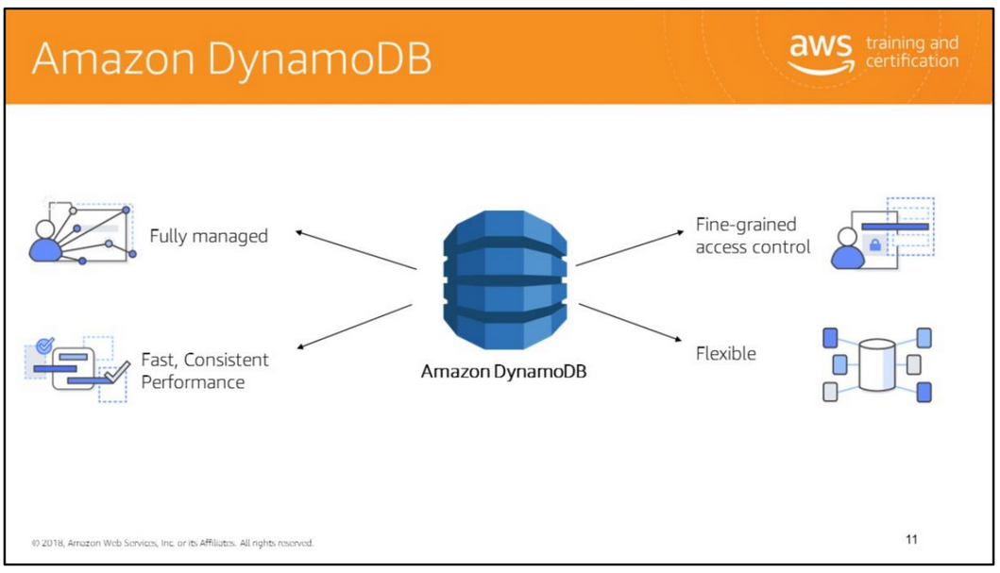 Amazon DynamoDB
aws training and
certification
Fully managed
Fine-grained
access control
Fast, Consistent
Performance
Flexible
Amazon DynamoDB
© 2018, Amazon Web Services, Inc. or its Affiliates. All rights reserved.
11